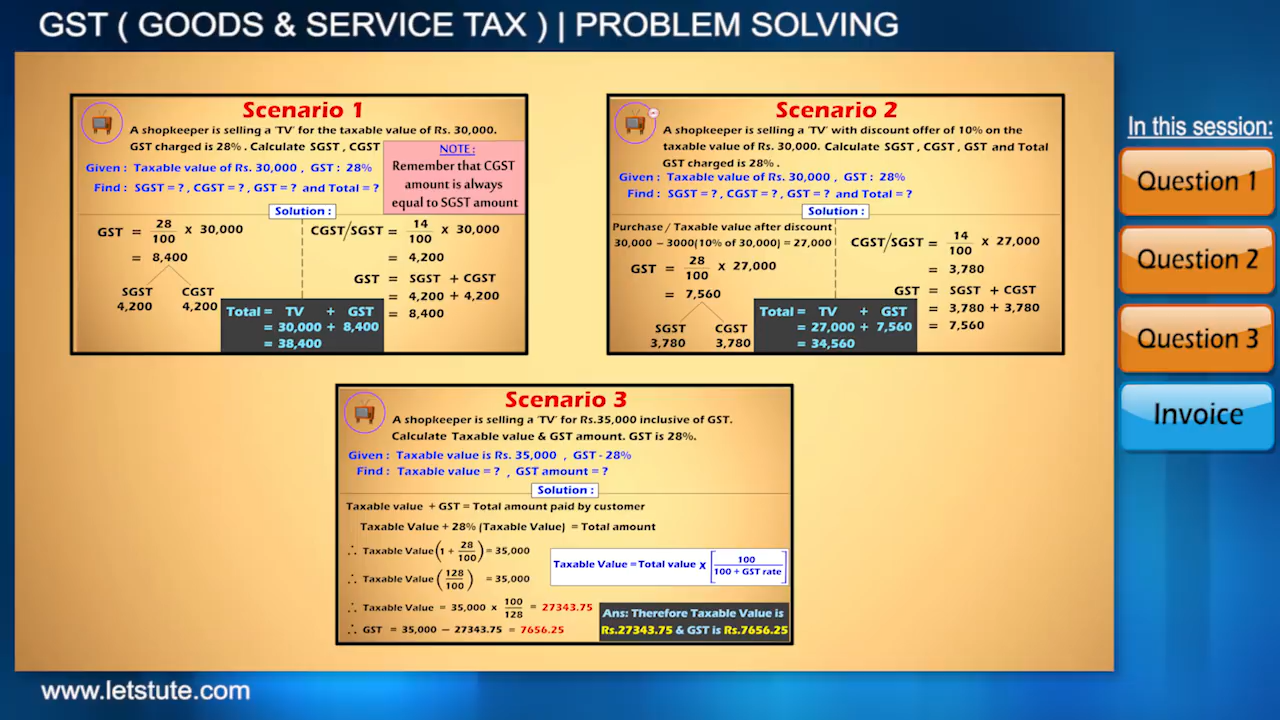 GST ( GOODS & SERVICE TAX ) | PROBLEM SOLVING
Scenario 1
A shopkeeper is selling a 'TV' for the taxable value of Rs. 30,000.
GST charged is 28% . Calculate SGST , CGST
Given : Taxable value of Rs. 30,000 , GST : 28%
Find : SGST = ? , CGST = ? , GST = ? and Total = ?
NOTE :
Remember that CGST
amount is always
equal to SGST amount
Solution :
GST = 28/100 x 30,000
= 8,400
SGST CGST
4,200 4,200
CGST/SGST = 14/100 x 30,000
= 4,200
GST = SGST + CGST
= 4,200 + 4,200
= 8,400
Total = TV + GST
= 30,000 + 8,400
= 38,400
Scenario 2
A shopkeeper is selling a 'TV' with discount offer of 10% on the
taxable value of Rs. 30,000. Calculate SGST , CGST , GST and Total
GST charged is 28% .
Given : Taxable value of Rs. 30,000 , GST : 28%
Find : SGST = ? , CGST = ? , GST = ? and Total = ?
Solution :
Purchase / Taxable value after discount
30,000 – 3000(10% of 30,000) = 27,000
GST = 28/100 x 27,000
= 7,560
SGST CGST
3,780 3,780
CGST/SGST = 14/100 x 27,000
= 3,780
GST = SGST + CGST
= 3,780 + 3,780
= 7,560
Total = TV + GST
= 27,000 + 7,560
= 34,560
Scenario 3
A shopkeeper is selling a 'TV' for Rs.35,000 inclusive of GST.
Calculate Taxable value & GST amount. GST is 28%.
Given : Taxable value is Rs. 35,000 , GST - 28%
Find : Taxable value = ? , GST amount = ?
Solution :
Taxable value + GST = Total amount paid by customer
Taxable Value + 28% (Taxable Value) = Total amount
∴ Taxable Value (1 + 28/100) = 35,000
∴ Taxable Value (128/100) = 35,000
∴ Taxable Value = 35,000 x 100/128 = 27343.75
∴ GST = 35,000 – 27343.75 = 7656.25
Taxable Value = Total value x [100/100 + GST rate]
Ans: Therefore Taxable Value is
Rs.27343.75 & GST is Rs.7656.25
In this session:
Question 1
Question 2
Question 3
Invoice
www.letstute.com